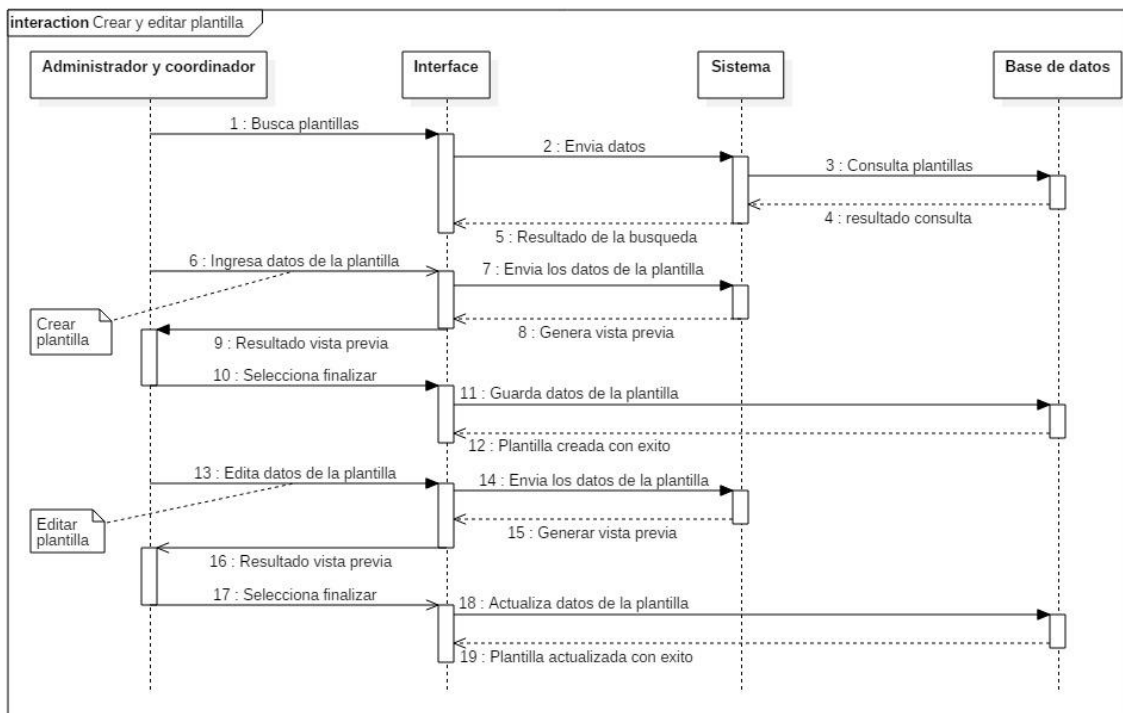 interaction Crear y editar plantilla
Administrador y coordinador
Interface
Sistema
Base de datos
1 : Busca plantillas
2 : Envia datos
3 : Consulta plantillas
4 : resultado consulta
5 : Resultado de la busqueda
6 : Ingresa datos de la plantilla
7 : Envia los datos de la plantilla
Crear
plantilla
8 : Genera vista previa
9 : Resultado vista previa
10 : Selecciona finalizar
11 : Guarda datos de la plantilla
12 : Plantilla creada con exito
13 : Edita datos de la plantilla
14 : Envia los datos de la plantilla
Editar
plantilla
15 : Generar vista previa
16 : Resultado vista previa
17 : Selecciona finalizar
18 : Actualiza datos de la plantilla
19 : Plantilla actualizada con exito